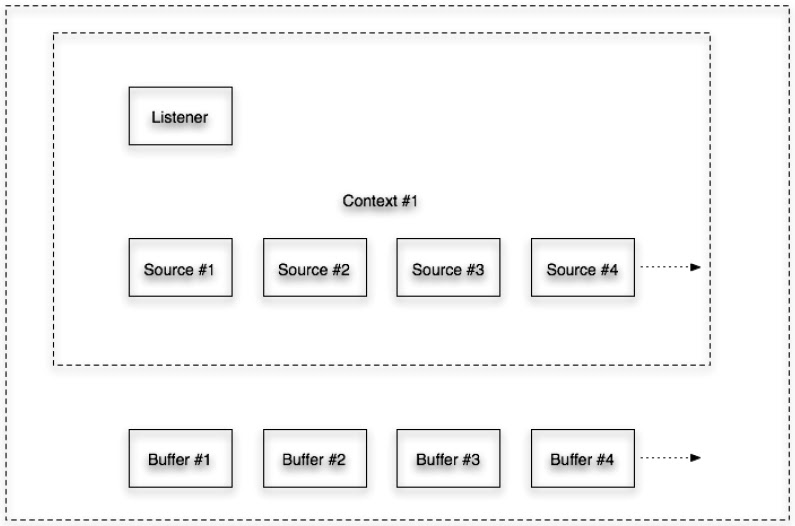 Listener
Context #1
Source #1 Source #2 Source #3 Source #4
Buffer #1 Buffer #2 Buffer #3 Buffer #4